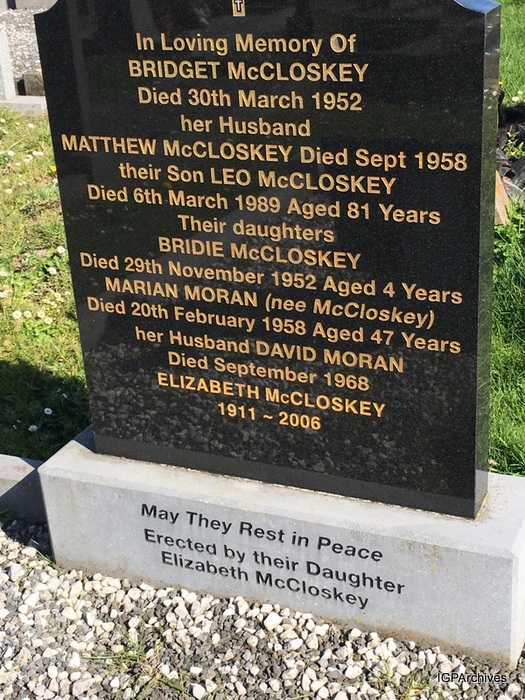 In Loving Memory Of
BRIDGET McCLOSKEY
Died 30th March 1952
her Husband
MATTHEW McCLOSKEY Died Sept 1958
their Son LEO McCLOSKEY
Died 6th March 1989 Aged 81 Years
Their daughters
BRIDIE McCLOSKEY
Died 29th November 1952 Aged 4 Years
MARIAN MORAN (nee McCloskey)
Died 20th February 1958 Aged 47 Years
her Husband DAVID MORAN
Died September 1968
ELIZABETH McCLOSKEY
1911 ~ 2006
May They Rest in Peace
Erected by their Daughter
Elizabeth McCloskey
IGPArchives